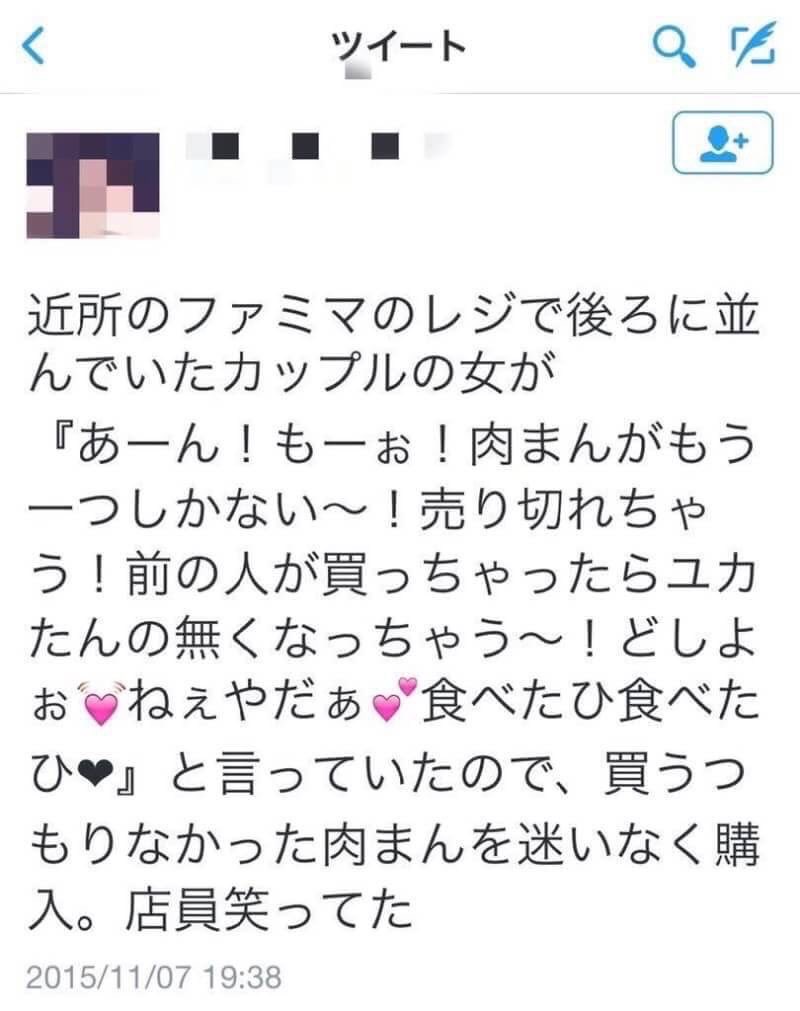 ツイート
近所のファミマのレジで後ろに並
んでいたカップルの女が
『あーん！もーぉ！肉まんがもう
一つしかない〜！売り切れちゃ
う！前の人が買っちゃったらユカ
たんの無くなっちゃう〜！どしよ
ぉ💓ねぇやだぁ💕食べたひ食べた
ひ❤』と言っていたので、買うつ
もりなかった肉まんを迷いなく購
入。店員笑ってた
2015/11/07 19:38